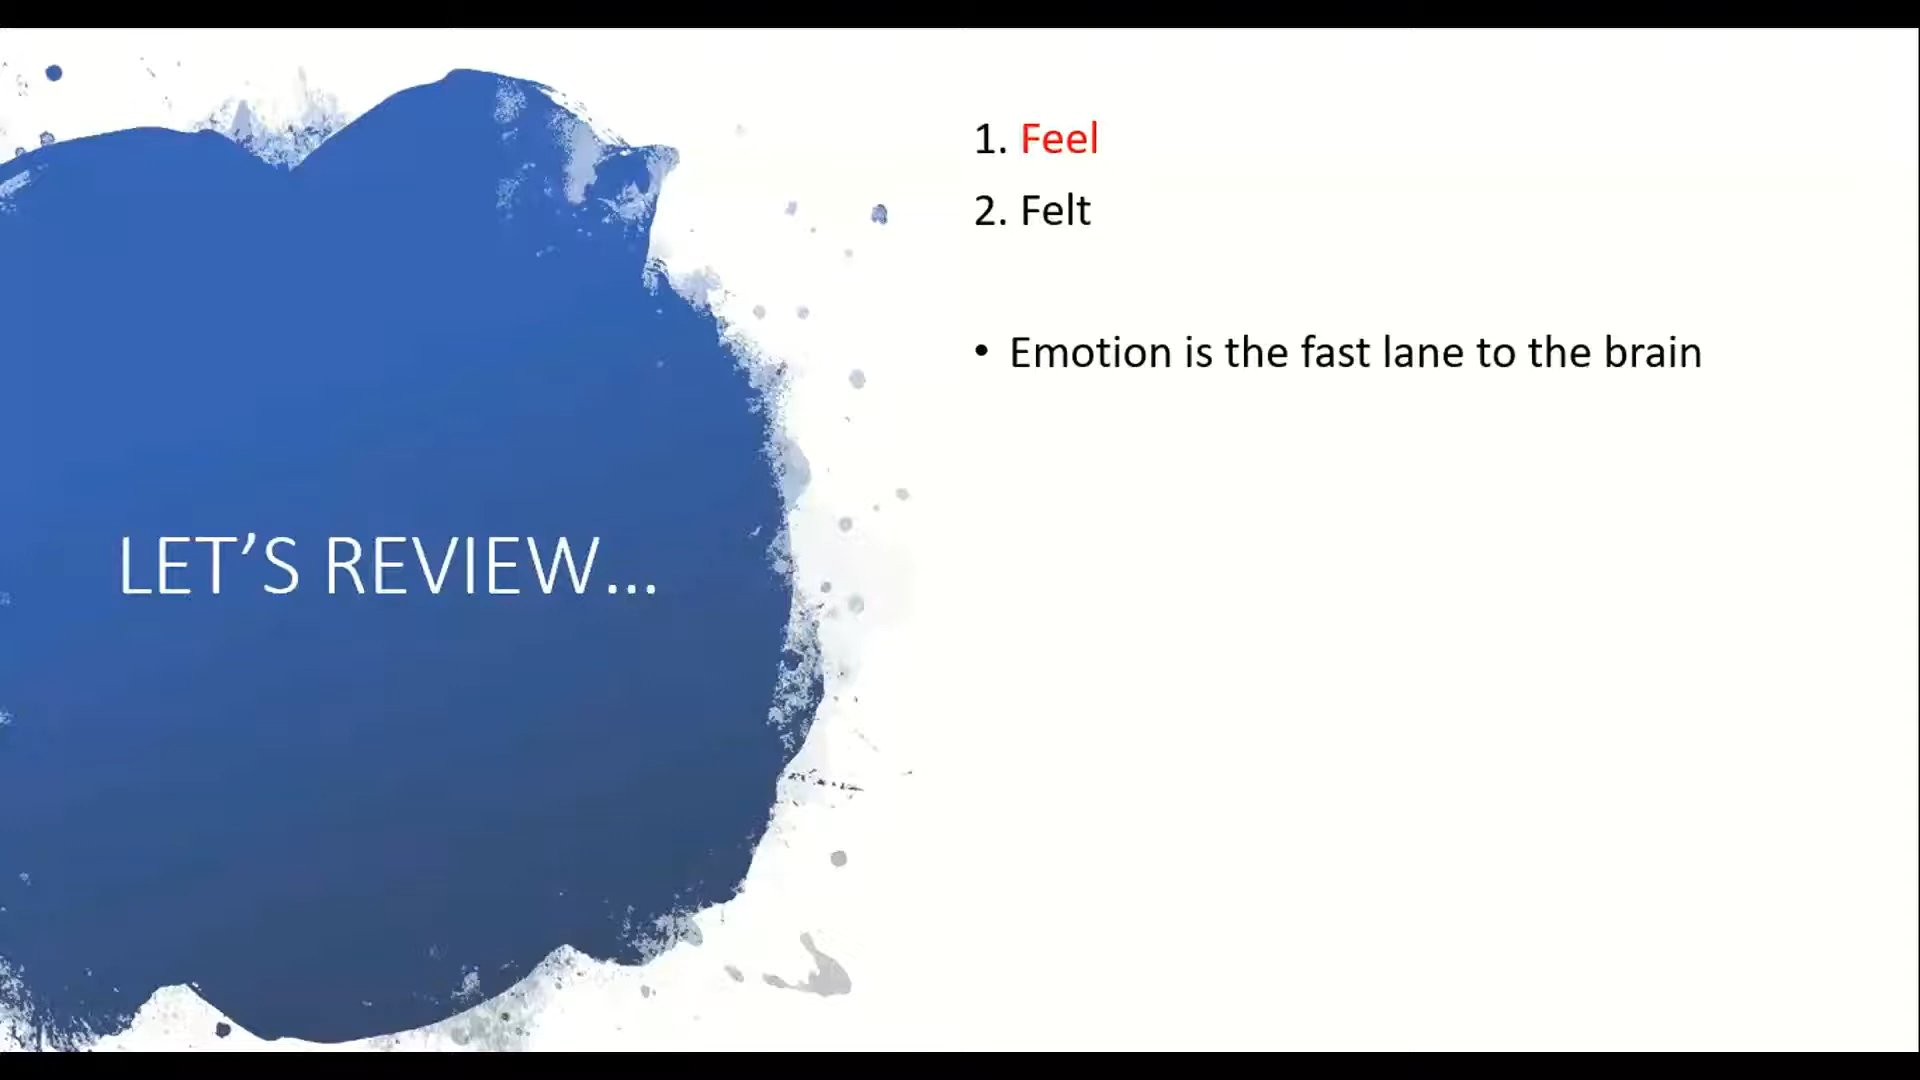 LET’S REVIEW...
1. Feel
2. Felt
• Emotion is the fast lane to the brain